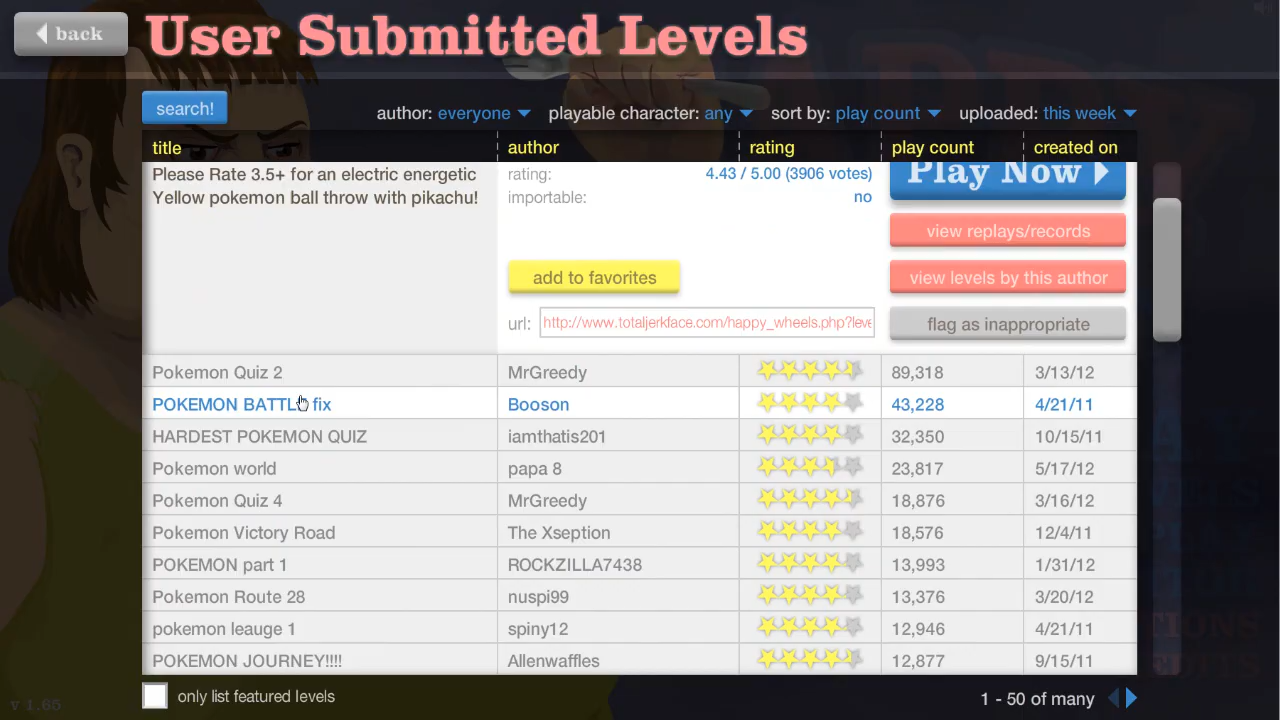 back
User Submitted Levels
search!
author: everyone playable character: any sort by: play count uploaded: this week
title author rating play count created on
Please Rate 3.5+ for an electric energetic
Yellow pokemon ball throw with pikachu!
rating: 4.43 / 5.00 (3906 votes)
importable: no
Play Now
view replays/records
add to favorites
view levels by this author
url: http://www.totaljerkface.com/happy_wheels.php?leve
flag as inappropriate
Pokemon Quiz 2 MrGreedy 89,318 3/13/12
POKEMON BATTL fix Booson 43,228 4/21/11
HARDEST POKEMON QUIZ iamthatis201 32,350 10/15/11
Pokemon world papa 8 23,817 5/17/12
Pokemon Quiz 4 MrGreedy 18,876 3/16/12
Pokemon Victory Road The Xseption 18,576 12/4/11
POKEMON part 1 ROCKZILLA7438 13,993 1/31/12
Pokemon Route 28 nuspi99 13,376 3/20/12
pokemon leauge 1 spiny12 12,946 4/21/11
POKEMON JOURNEY!!!! Allenwaffles 12,877 9/15/11
only list featured levels
1 - 50 of many
v 1.65